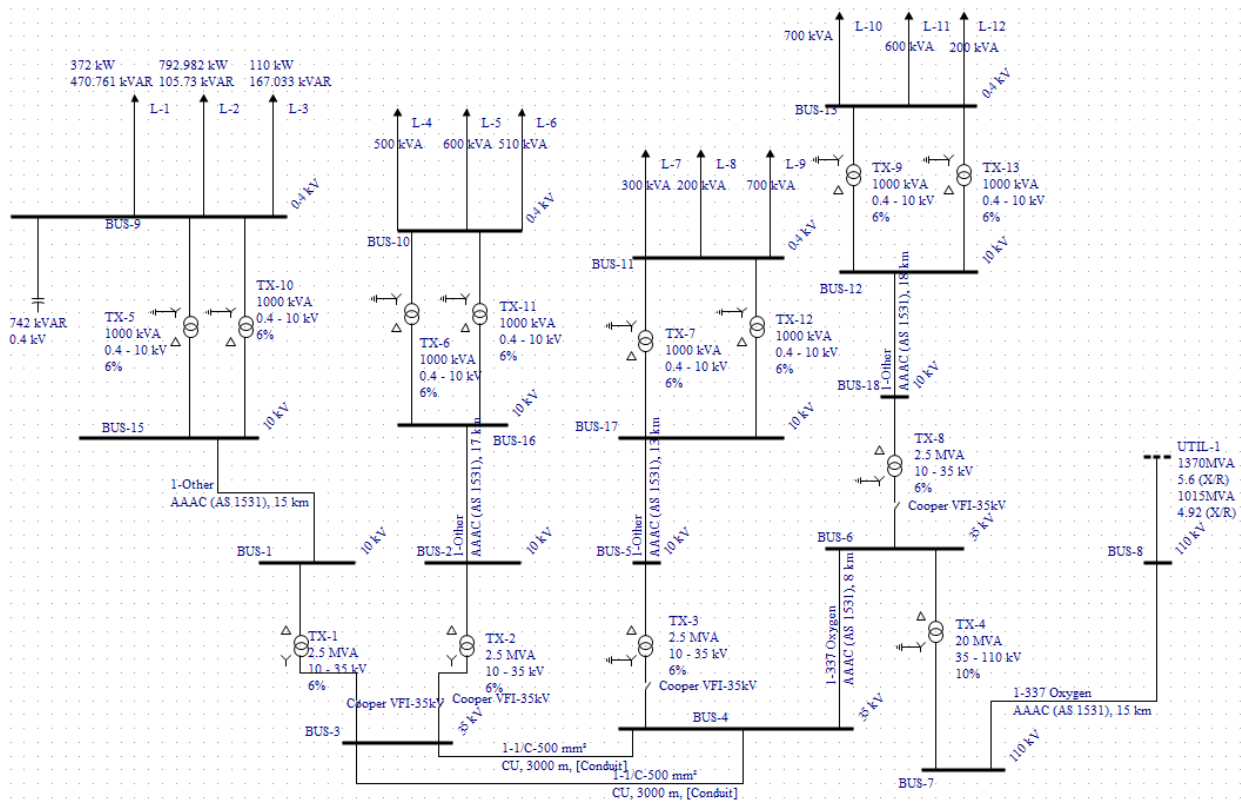 700 kVA
L-10
600 kVA
L-11
200 kVA
L-12
0.4 kV
BUS-13
372 kW
470.761 kVAR
L-1
792.982 kW
105.73 kVAR
L-2
110 kW
167.033 kVAR
L-3
0.4 kV
BUS-9
742 kVAR
0.4 kV
TX-5
1000 kVA
0.4 - 10 kV
6%
TX-10
1000 kVA
0.4 - 10 kV
6%
BUS-15
10 kV
1-Other
AAAC (AS 1531), 15 km
BUS-1
10 kV
TX-1
2.5 MVA
10 - 35 kV
6%
Cooper VFI-35kV
L-4
500 kVA
L-5
600 kVA
L-6
510 kVA
0.4 kV
BUS-10
TX-6
1000 kVA
0.4 - 10 kV
6%
TX-11
1000 kVA
0.4 - 10 kV
6%
10 kV
BUS-16
1-Other
AAAC (AS 1531), 17 km
BUS-2
10 kV
TX-2
2.5 MVA
10 - 35 kV
6%
Cooper VFI-35kV
BUS-3
35 kV
1-1/C-500 mm²
CU, 3000 m, [Conduit]
1-1/C-500 mm²
CU, 3000 m, [Conduit]
L-7
300 kVA
L-8
200 kVA
L-9
700 kVA
0.4 kV
BUS-11
TX-7
1000 kVA
0.4 - 10 kV
6%
TX-12
1000 kVA
0.4 - 10 kV
6%
BUS-17
10 kV
1-Other
AAAC (AS 1531), 13 km
BUS-5
10 kV
TX-3
2.5 MVA
10 - 35 kV
6%
Cooper VFI-35kV
BUS-4
35 kV
TX-9
1000 kVA
0.4 - 10 kV
6%
TX-13
1000 kVA
0.4 - 10 kV
6%
10 kV
BUS-12
1-Other
AAAC (AS 1531), 18 km
BUS-18
10 kV
TX-8
2.5 MVA
10 - 35 kV
6%
Cooper VFI-35kV
BUS-6
35 kV
1-337 Oxygen
AAAC (AS 1531), 8 km
TX-4
20 MVA
35 - 110 kV
10%
UTIL-1
1370MVA
5.6 (X/R)
1015MVA
4.92 (X/R)
BUS-8
110 kV
1-337 Oxygen
AAAC (AS 1531), 15 km
BUS-7
110 kV